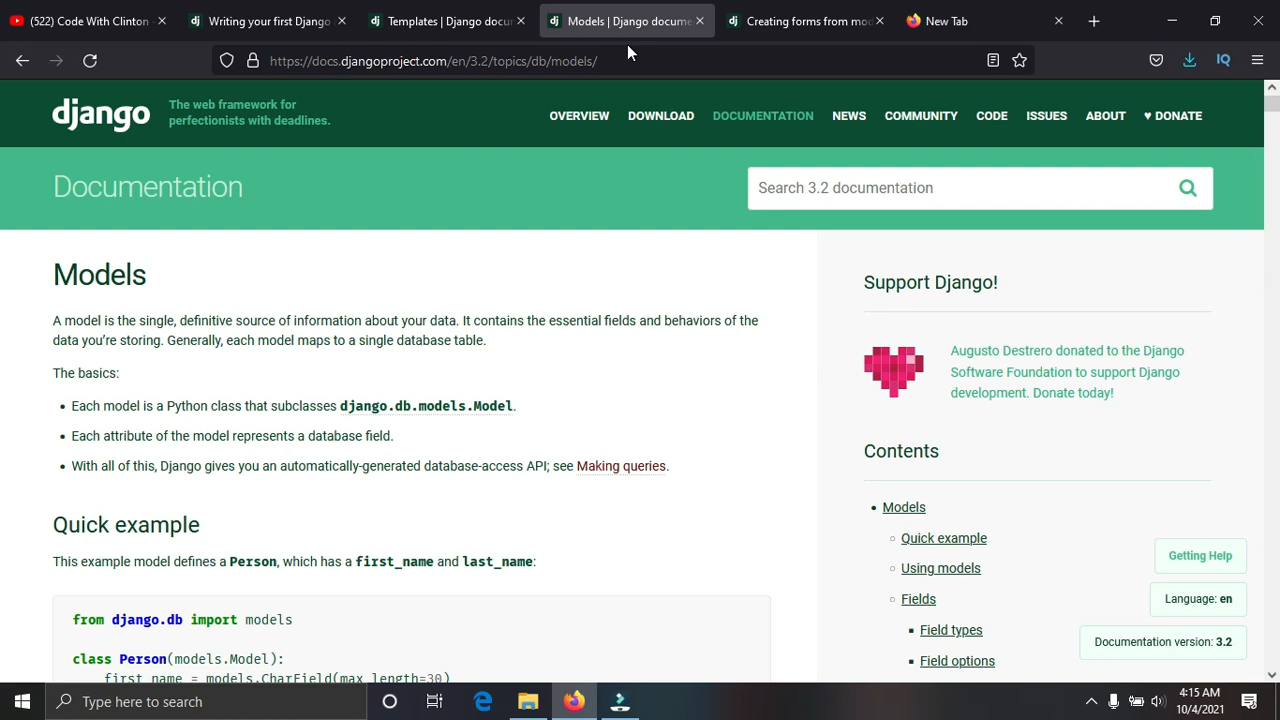 (522) Code With Clinton
Writing your first Django
Templates | Django docu
Models | Django docume
Creating forms from mod
New Tab
https://docs.djangoproject.com/en/3.2/topics/db/models/
django
The web framework for
perfectionists with deadlines.
OVERVIEW DOWNLOAD DOCUMENTATION NEWS COMMUNITY CODE ISSUES ABOUT ♥ DONATE
Documentation
Search 3.2 documentation
Models
A model is the single, definitive source of information about your data. It contains the essential fields and behaviors of the
data you’re storing. Generally, each model maps to a single database table.
The basics:
• Each model is a Python class that subclasses django.db.models.Model.
• Each attribute of the model represents a database field.
• With all of this, Django gives you an automatically-generated database-access API; see Making queries.
Quick example
This example model defines a Person, which has a first_name and last_name:
from django.db import models
class Person(models.Model):
first_name = models.CharField(max_length=30)
Support Django!
Augusto Destrero donated to the Django
Software Foundation to support Django
development. Donate today!
Contents
Models
Quick example
Using models
Fields
Field types
Field options
Getting Help
Language: en
Documentation version: 3.2
Type here to search
4:15 AM
10/4/2021